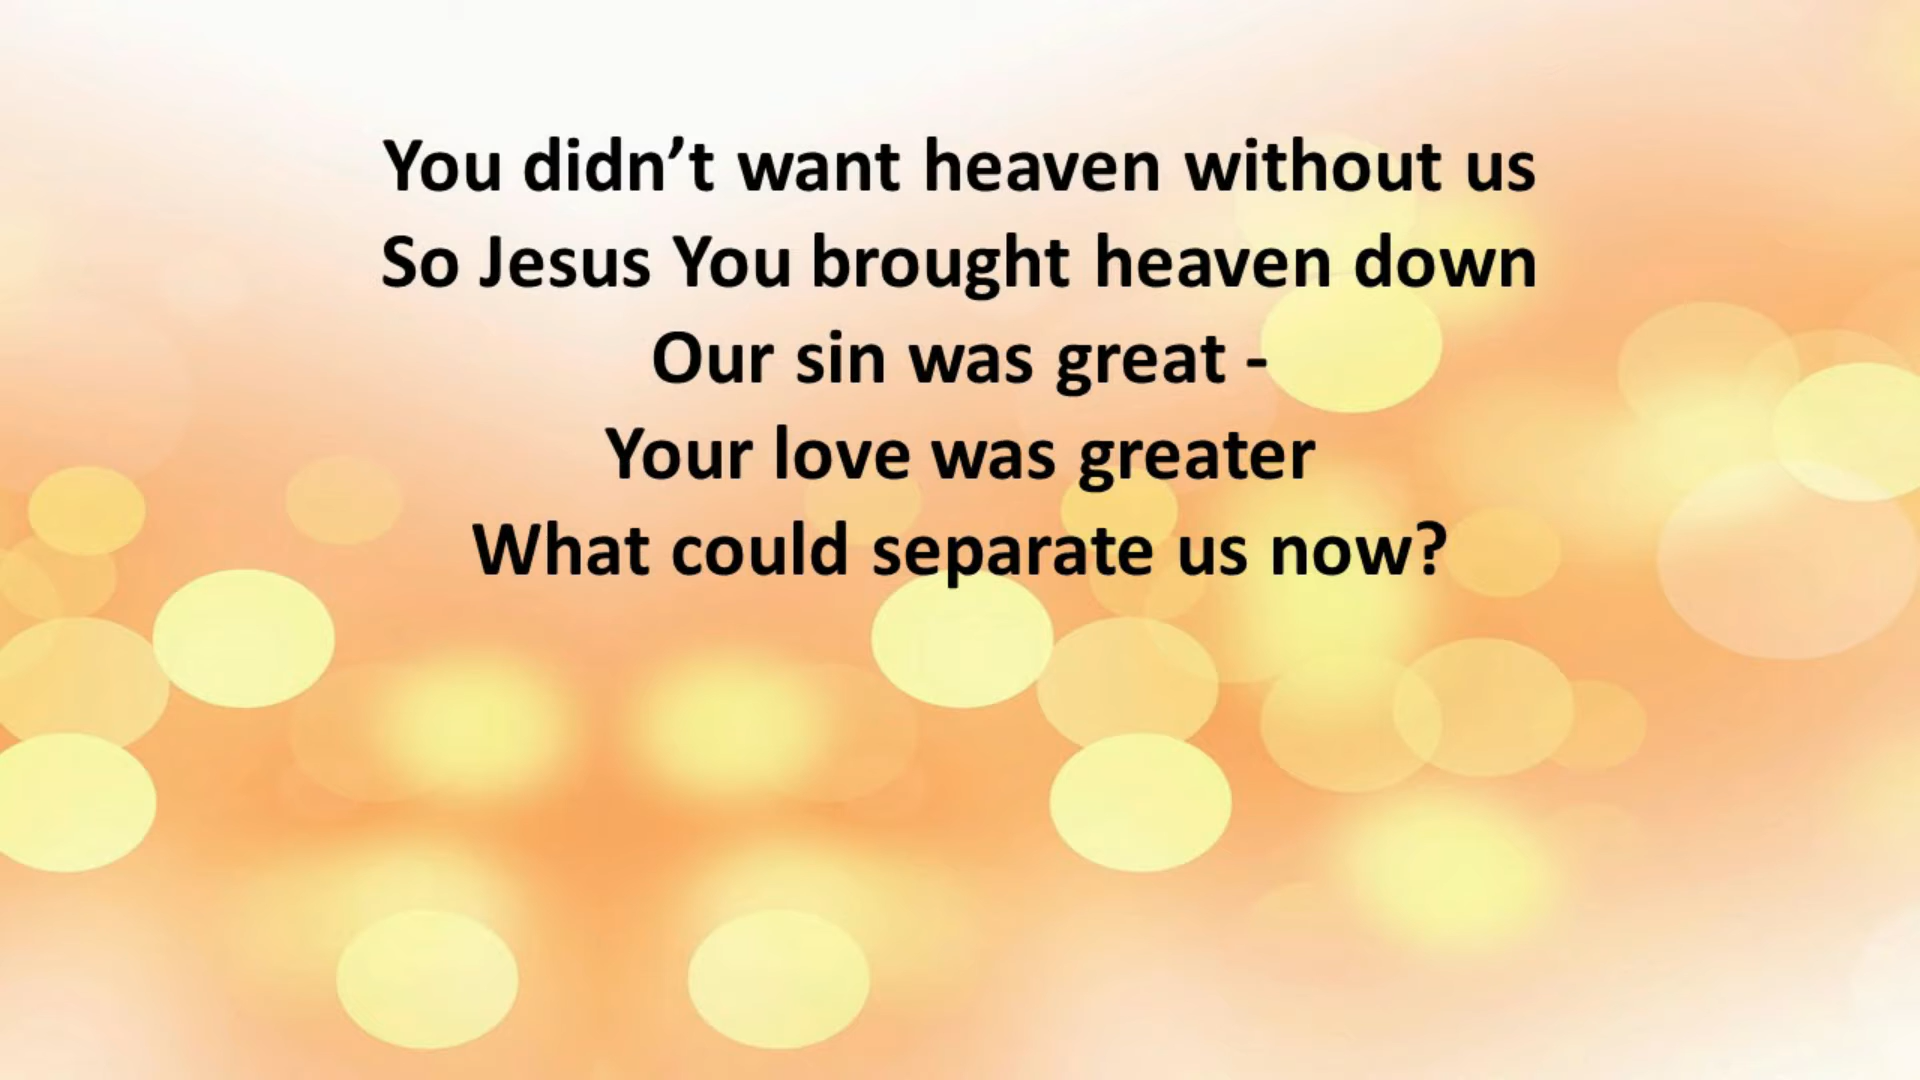 You didn’t want heaven without us
So Jesus You brought heaven down
Our sin was great -
Your love was greater
What could separate us now?